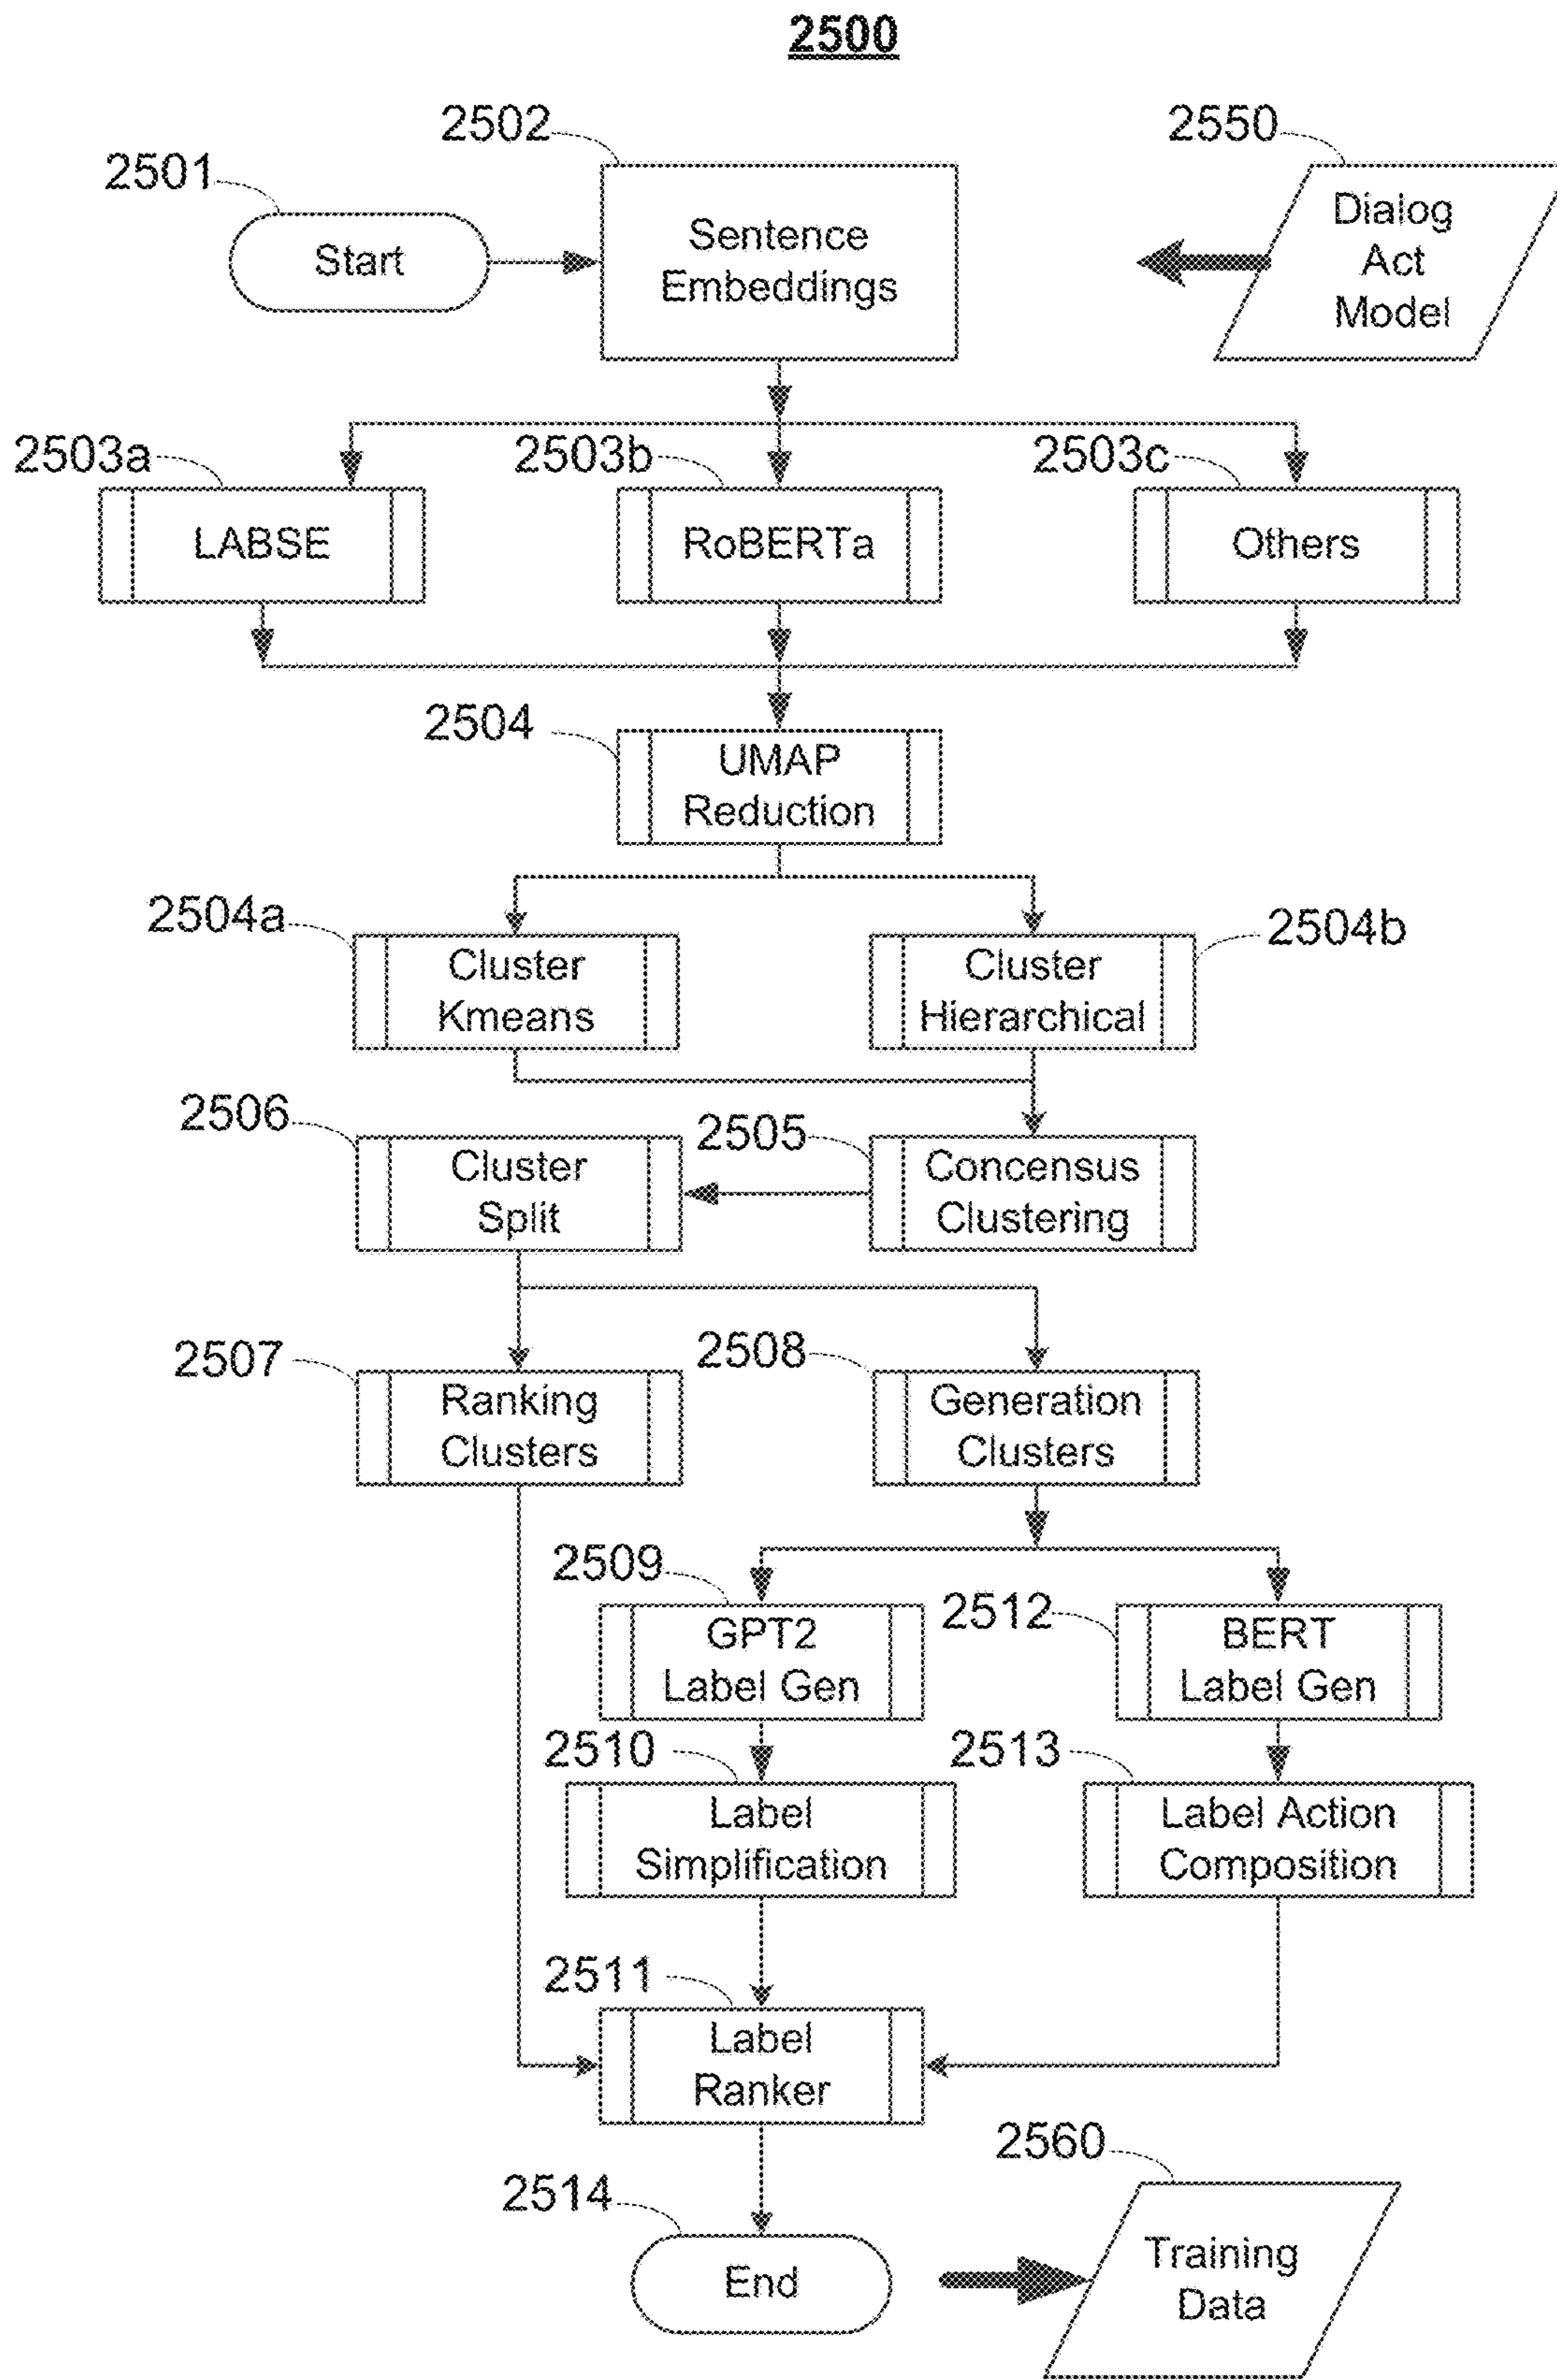 2500
2502
2550
2501
Start
Sentence
Embeddings
Dialog
Act
Model
2503a
2503b
2503c
LABSE
RoBERTa
Others
2504
UMAP
Reduction
2504a
2504b
Cluster
Kmeans
Cluster
Hierarchical
2506
2505
Cluster
Split
Concensus
Clustering
2507
2508
Ranking
Clusters
Generation
Clusters
2509
2512
GPT2
Label Gen
BERT
Label Gen
2510
2513
Label
Simplification
Label Action
Composition
2511
Label
Ranker
2560
2514
End
Training
Data